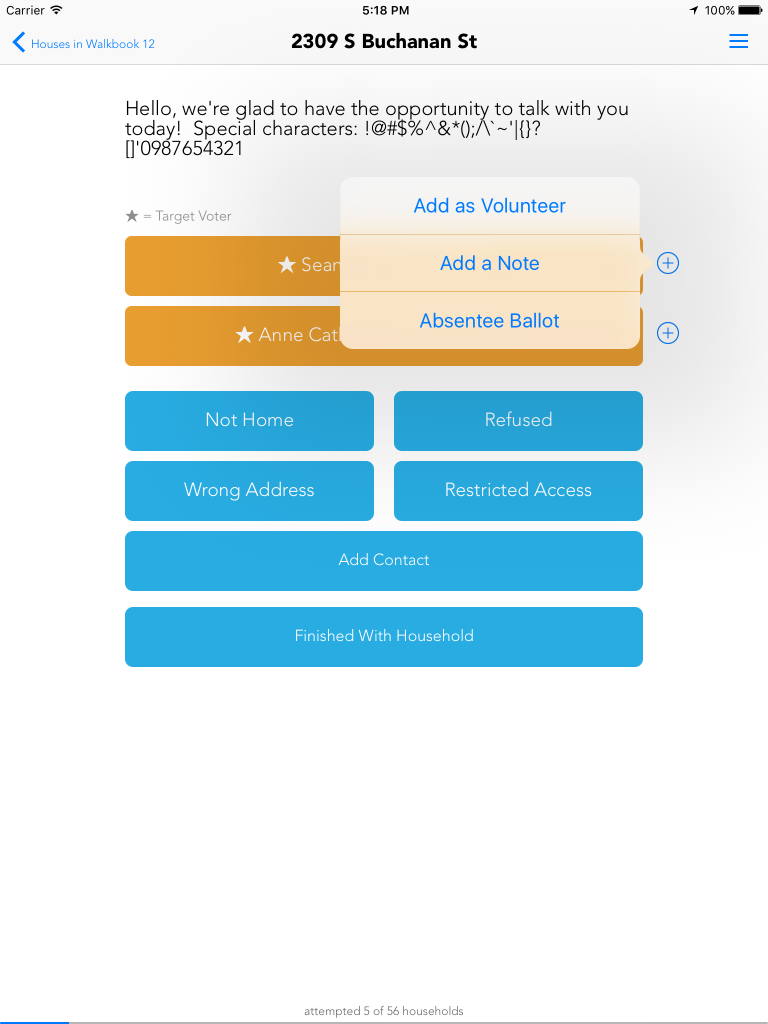 Carrier 5:18 PM 100%
Houses in Walkbook 12 2309 S Buchanan St
Hello, we're glad to have the opportunity to talk with you
today!  Special characters: !@#$%^&*();/\`~'|{}?
[]'0987654321
★ = Target Voter
Add as Volunteer
★ Sean
Add a Note
Absentee Ballot
★ Anne
Not Home Refused
Wrong Address Restricted Access
Add Contact
Finished With Household
attempted 5 of 56 households